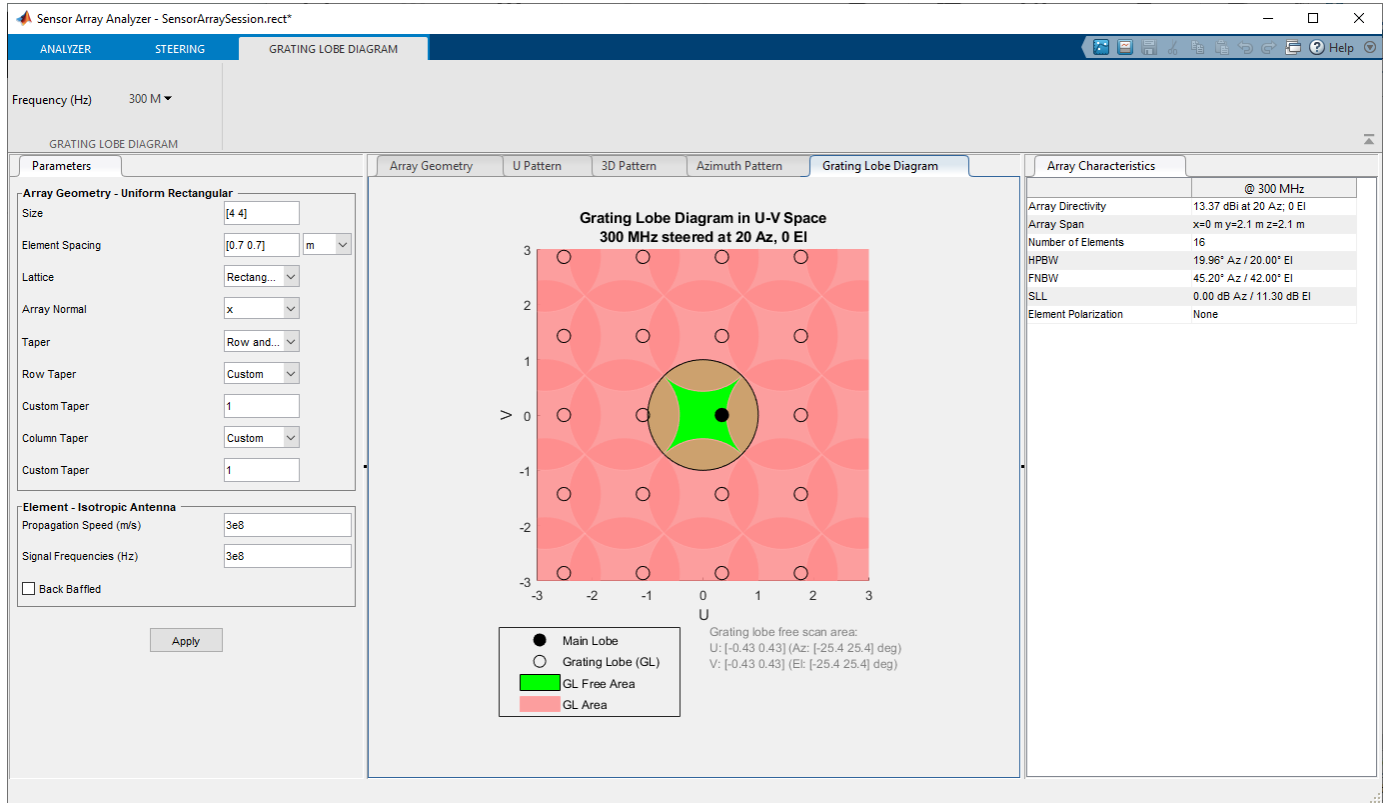 Sensor Array Analyzer - SensorArraySession.rect*
ANALYZER STEERING GRATING LOBE DIAGRAM
Help
Frequency (Hz) 300 M
GRATING LOBE DIAGRAM
Parameters
Array Geometry - Uniform Rectangular
Size [4 4]
Element Spacing [0.7 0.7] m
Lattice Rectang...
Array Normal x
Taper Row and...
Row Taper Custom
Custom Taper 1
Column Taper Custom
Custom Taper 1
Element - Isotropic Antenna
Propagation Speed (m/s) 3e8
Signal Frequencies (Hz) 3e8
Back Baffled
Apply
Array Geometry U Pattern 3D Pattern Azimuth Pattern Grating Lobe Diagram
Grating Lobe Diagram in U-V Space
300 MHz steered at 20 Az, 0 El
3
2
1
0
-1
-2
-3
V
-3 -2 -1 0 1 2 3
U
Main Lobe
Grating Lobe (GL)
GL Free Area
GL Area
Grating lobe free scan area:
U: [-0.43 0.43] (Az: [-25.4 25.4] deg)
V: [-0.43 0.43] (El: [-25.4 25.4] deg)
Array Characteristics
@ 300 MHz
Array Directivity 13.37 dBi at 20 Az; 0 El
Array Span x=0 m y=2.1 m z=2.1 m
Number of Elements 16
HPBW 19.96° Az / 20.00° El
FNBW 45.20° Az / 42.00° El
SLL 0.00 dB Az / 11.30 dB El
Element Polarization None